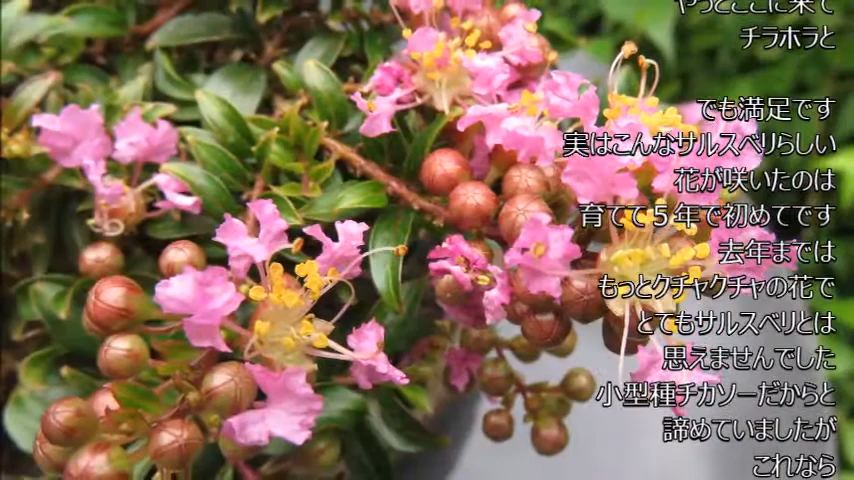 やっとここに来て
チラホラと
でも満足です
実はこんなサルスベリらしい
花が咲いたのは
育てて５年で初めてです
去年までは
もっとクチャクチャの花で
とてもサルスベリとは
思えませんでした
小型種チカソーだからと
諦めていましたが
これなら